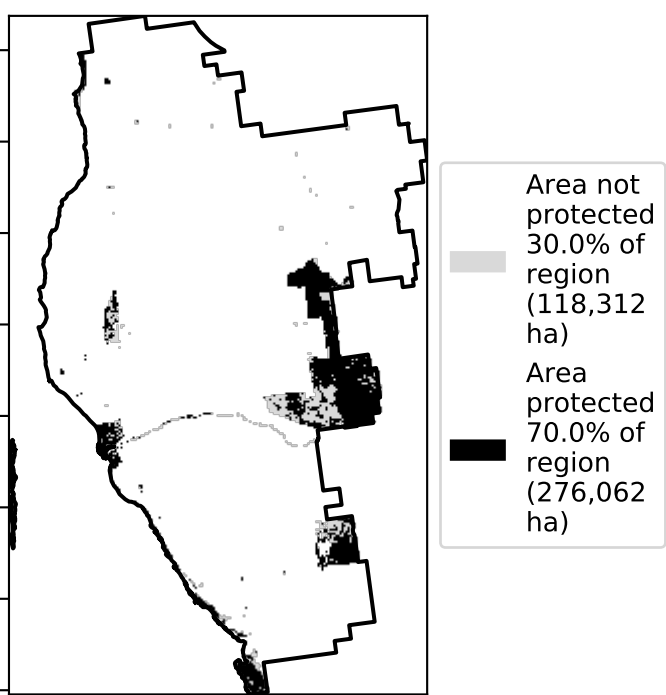 Area not
protected
30.0% of
region
(118,312
ha)
Area
protected
70.0% of
region
(276,062
ha)